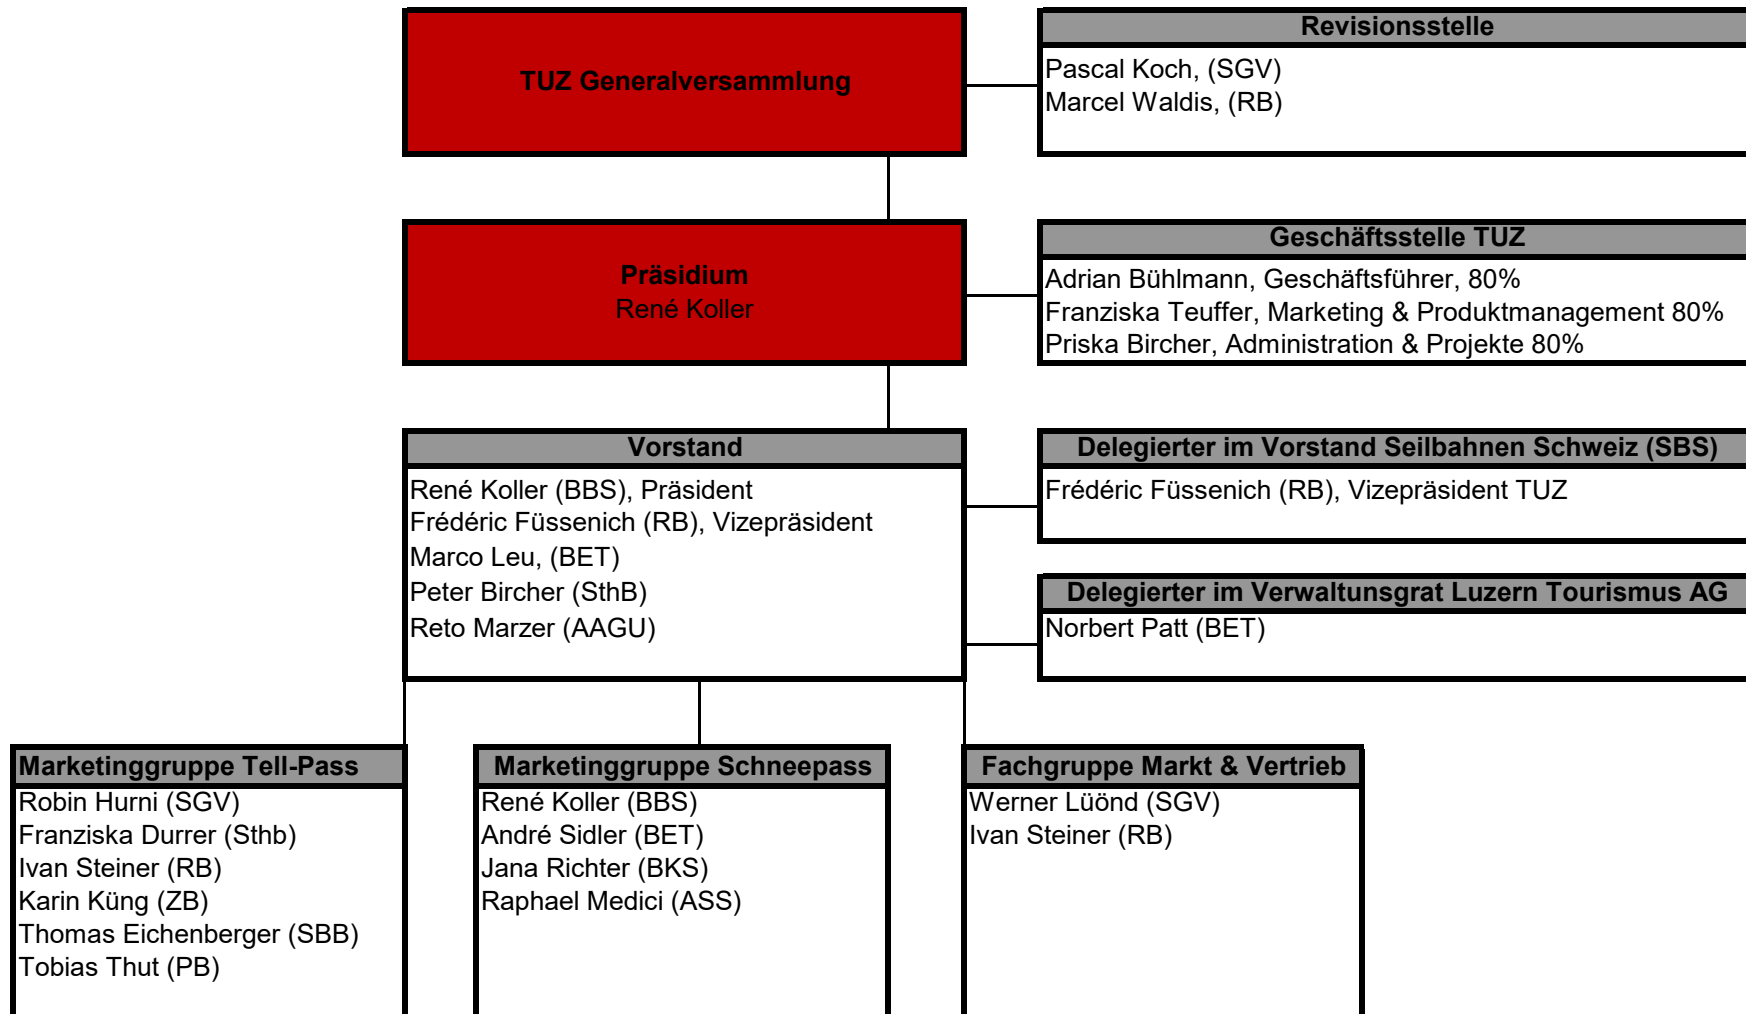 TUZ Generalversammlung
Revisionsstelle
Pascal Koch, (SGV)
Marcel Waldis, (RB)
Präsidium
René Koller
Geschäftsstelle TUZ
Adrian Bühlmann, Geschäftsführer, 80%
Franziska Teuffer, Marketing & Produktmanagement 80%
Priska Bircher, Administration & Projekte 80%
Vorstand
René Koller (BBS), Präsident
Frédéric Füssenich (RB), Vizepräsident
Marco Leu, (BET)
Peter Bircher (SthB)
Reto Marzer (AAGU)
Delegierter im Vorstand Seilbahnen Schweiz (SBS)
Frédéric Füssenich (RB), Vizepräsident TUZ
Delegierter im Verwaltunsgrat Luzern Tourismus AG
Norbert Patt (BET)
Marketinggruppe Tell-Pass
Robin Hurni (SGV)
Franziska Durrer (Sthb)
Ivan Steiner (RB)
Karin Küng (ZB)
Thomas Eichenberger (SBB)
Tobias Thut (PB)
Marketinggruppe Schneepass
René Koller (BBS)
André Sidler (BET)
Jana Richter (BKS)
Raphael Medici (ASS)
Fachgruppe Markt & Vertrieb
Werner Lüönd (SGV)
Ivan Steiner (RB)